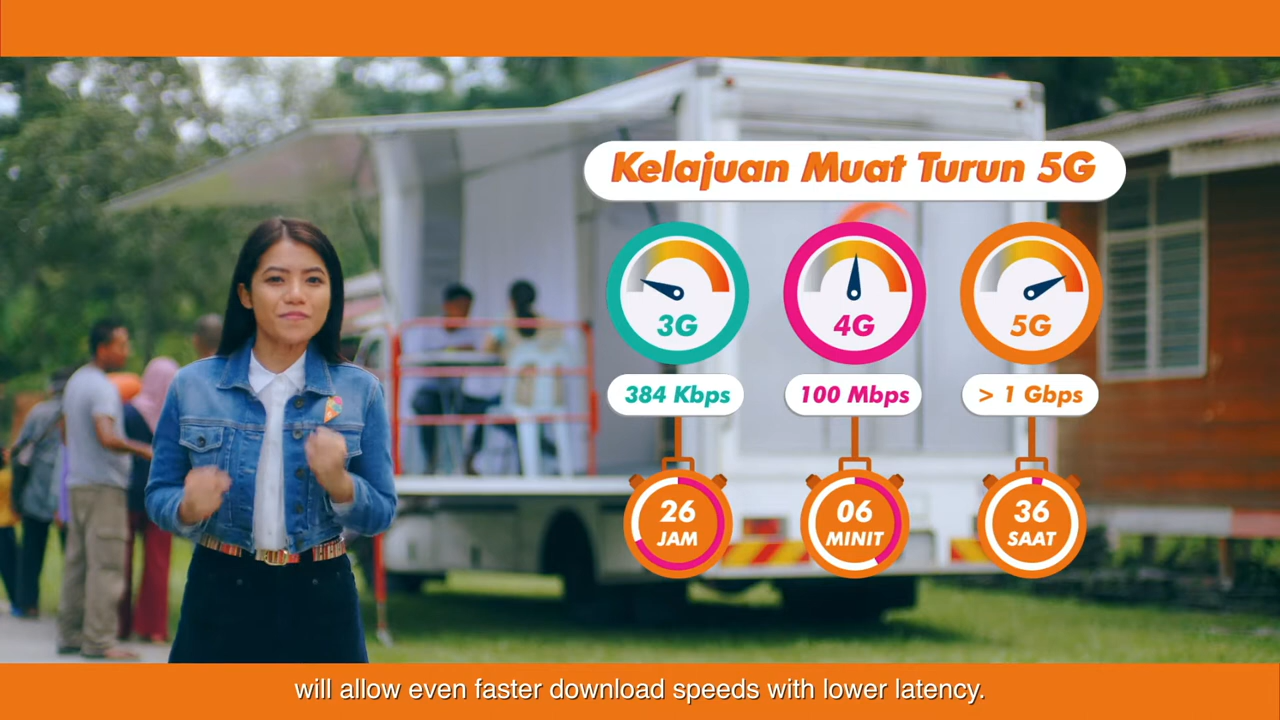 Kelajuan Muat Turun 5G
3G
4G
5G
384 Kbps
100 Mbps
> 1 Gbps
26
JAM
06
MINIT
36
SAAT
will allow even faster download speeds with lower latency.